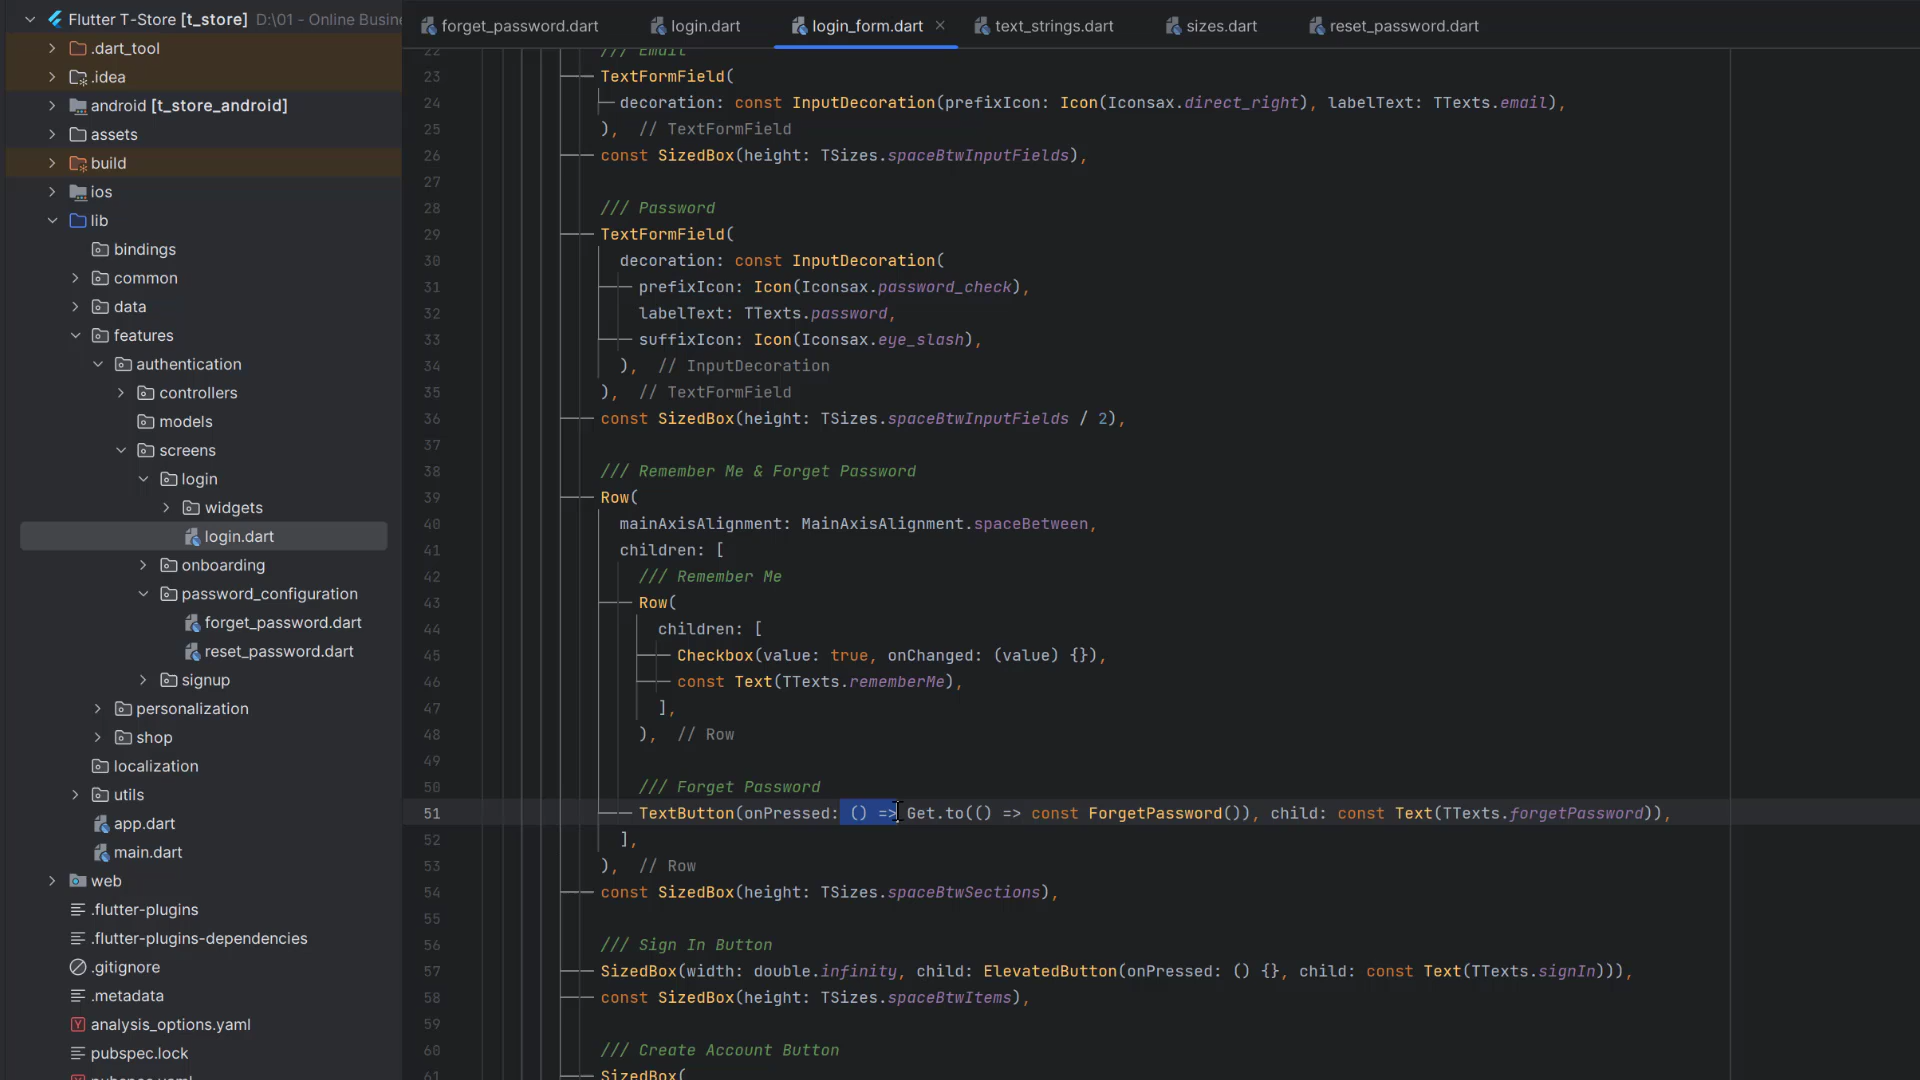 Flutter T-Store [t_store] D:\01 - Online Busine
.dart_tool
.idea
android [t_store_android]
assets
build
ios
lib
bindings
common
data
features
authentication
controllers
models
screens
login
widgets
login.dart
onboarding
password_configuration
forget_password.dart
reset_password.dart
signup
personalization
shop
localization
utils
app.dart
main.dart
web
.flutter-plugins
.flutter-plugins-dependencies
.gitignore
.metadata
analysis_options.yaml
pubspec.lock
pubspec.yaml
forget_password.dart login.dart login_form.dart text_strings.dart sizes.dart reset_password.dart
22 /// Email
23 TextFormField(
24 decoration: const InputDecoration(prefixIcon: Icon(Iconsax.direct_right), labelText: TTexts.email),
25 ), // TextFormField
26 const SizedBox(height: TSizes.spaceBtwInputFields),
27
28 /// Password
29 TextFormField(
30 decoration: const InputDecoration(
31 prefixIcon: Icon(Iconsax.password_check),
32 labelText: TTexts.password,
33 suffixIcon: Icon(Iconsax.eye_slash),
34 ), // InputDecoration
35 ), // TextFormField
36 const SizedBox(height: TSizes.spaceBtwInputFields / 2),
37
38 /// Remember Me & Forget Password
39 Row(
40 mainAxisAlignment: MainAxisAlignment.spaceBetween,
41 children: [
42 /// Remember Me
43 Row(
44 children: [
45 Checkbox(value: true, onChanged: (value) {}),
46 const Text(TTexts.rememberMe),
47 ],
48 ), // Row
49
50 /// Forget Password
51 TextButton(onPressed: () => Get.to(() => const ForgetPassword()), child: const Text(TTexts.forgetPassword)),
52 ],
53 ), // Row
54 const SizedBox(height: TSizes.spaceBtwSections),
55
56 /// Sign In Button
57 SizedBox(width: double.infinity, child: ElevatedButton(onPressed: () {}, child: const Text(TTexts.signIn))),
58 const SizedBox(height: TSizes.spaceBtwItems),
59
60 /// Create Account Button
61 SizedBox(